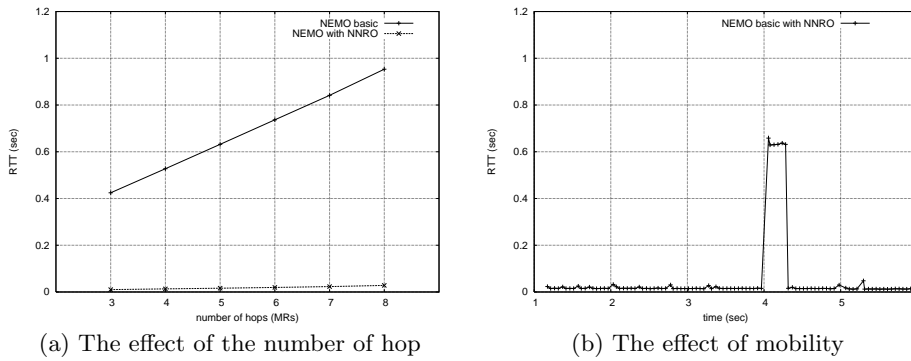 1.2
1
0.8
0.6
0.4
0.2
0
RTT (sec)
NEMO basic
NEMO with NNRO
3 4 5 6 7 8
number of hops (MRs)
(a) The effect of the number of hop
1.2
1
0.8
0.6
0.4
0.2
0
RTT (sec)
NEMO basic with NNRO
1 2 3 4 5
time (sec)
(b) The effect of mobility